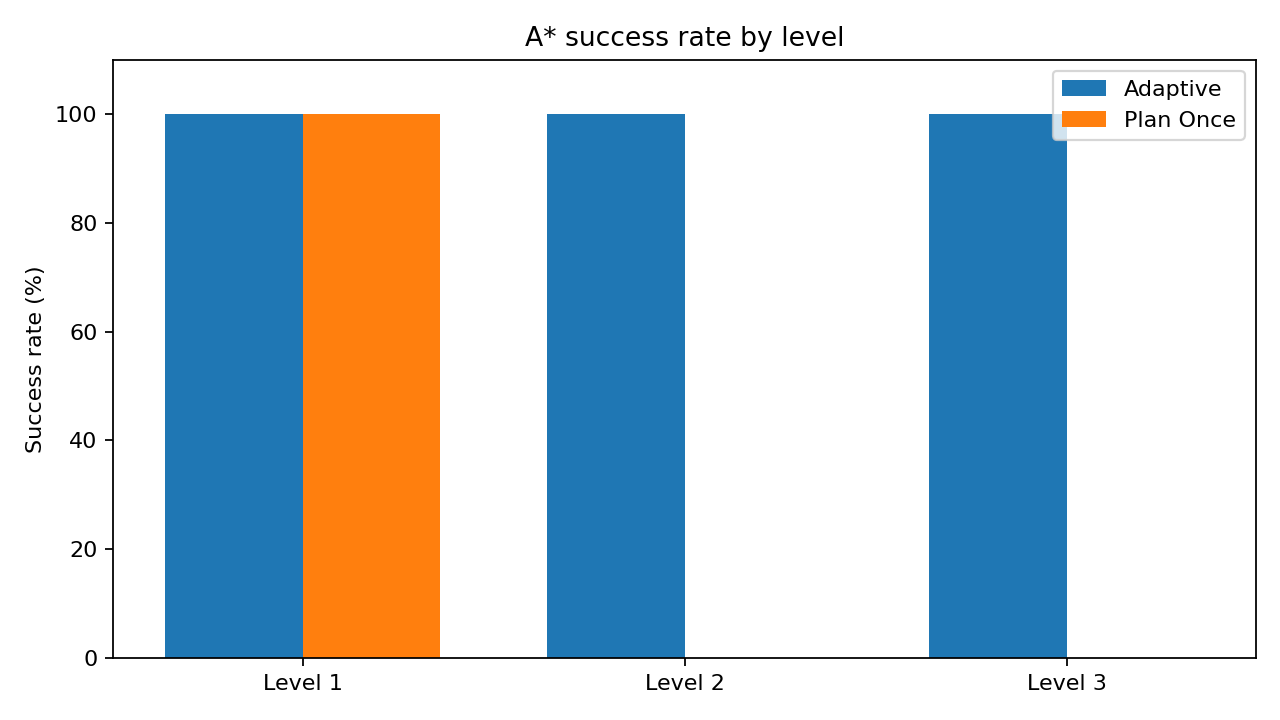 A* success rate by level
Adaptive
Plan Once
Success rate (%)
100
80
60
40
20
0
Level 1
Level 2
Level 3